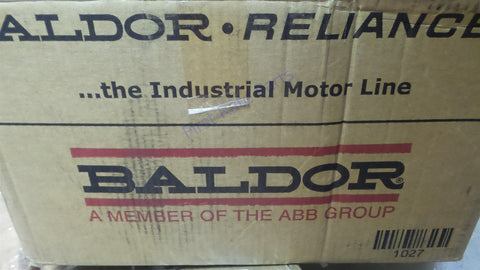 ALDOR • RELIANCE
...the Industrial Motor Line
BALDOR®
A MEMBER OF THE ABB GROUP
1027